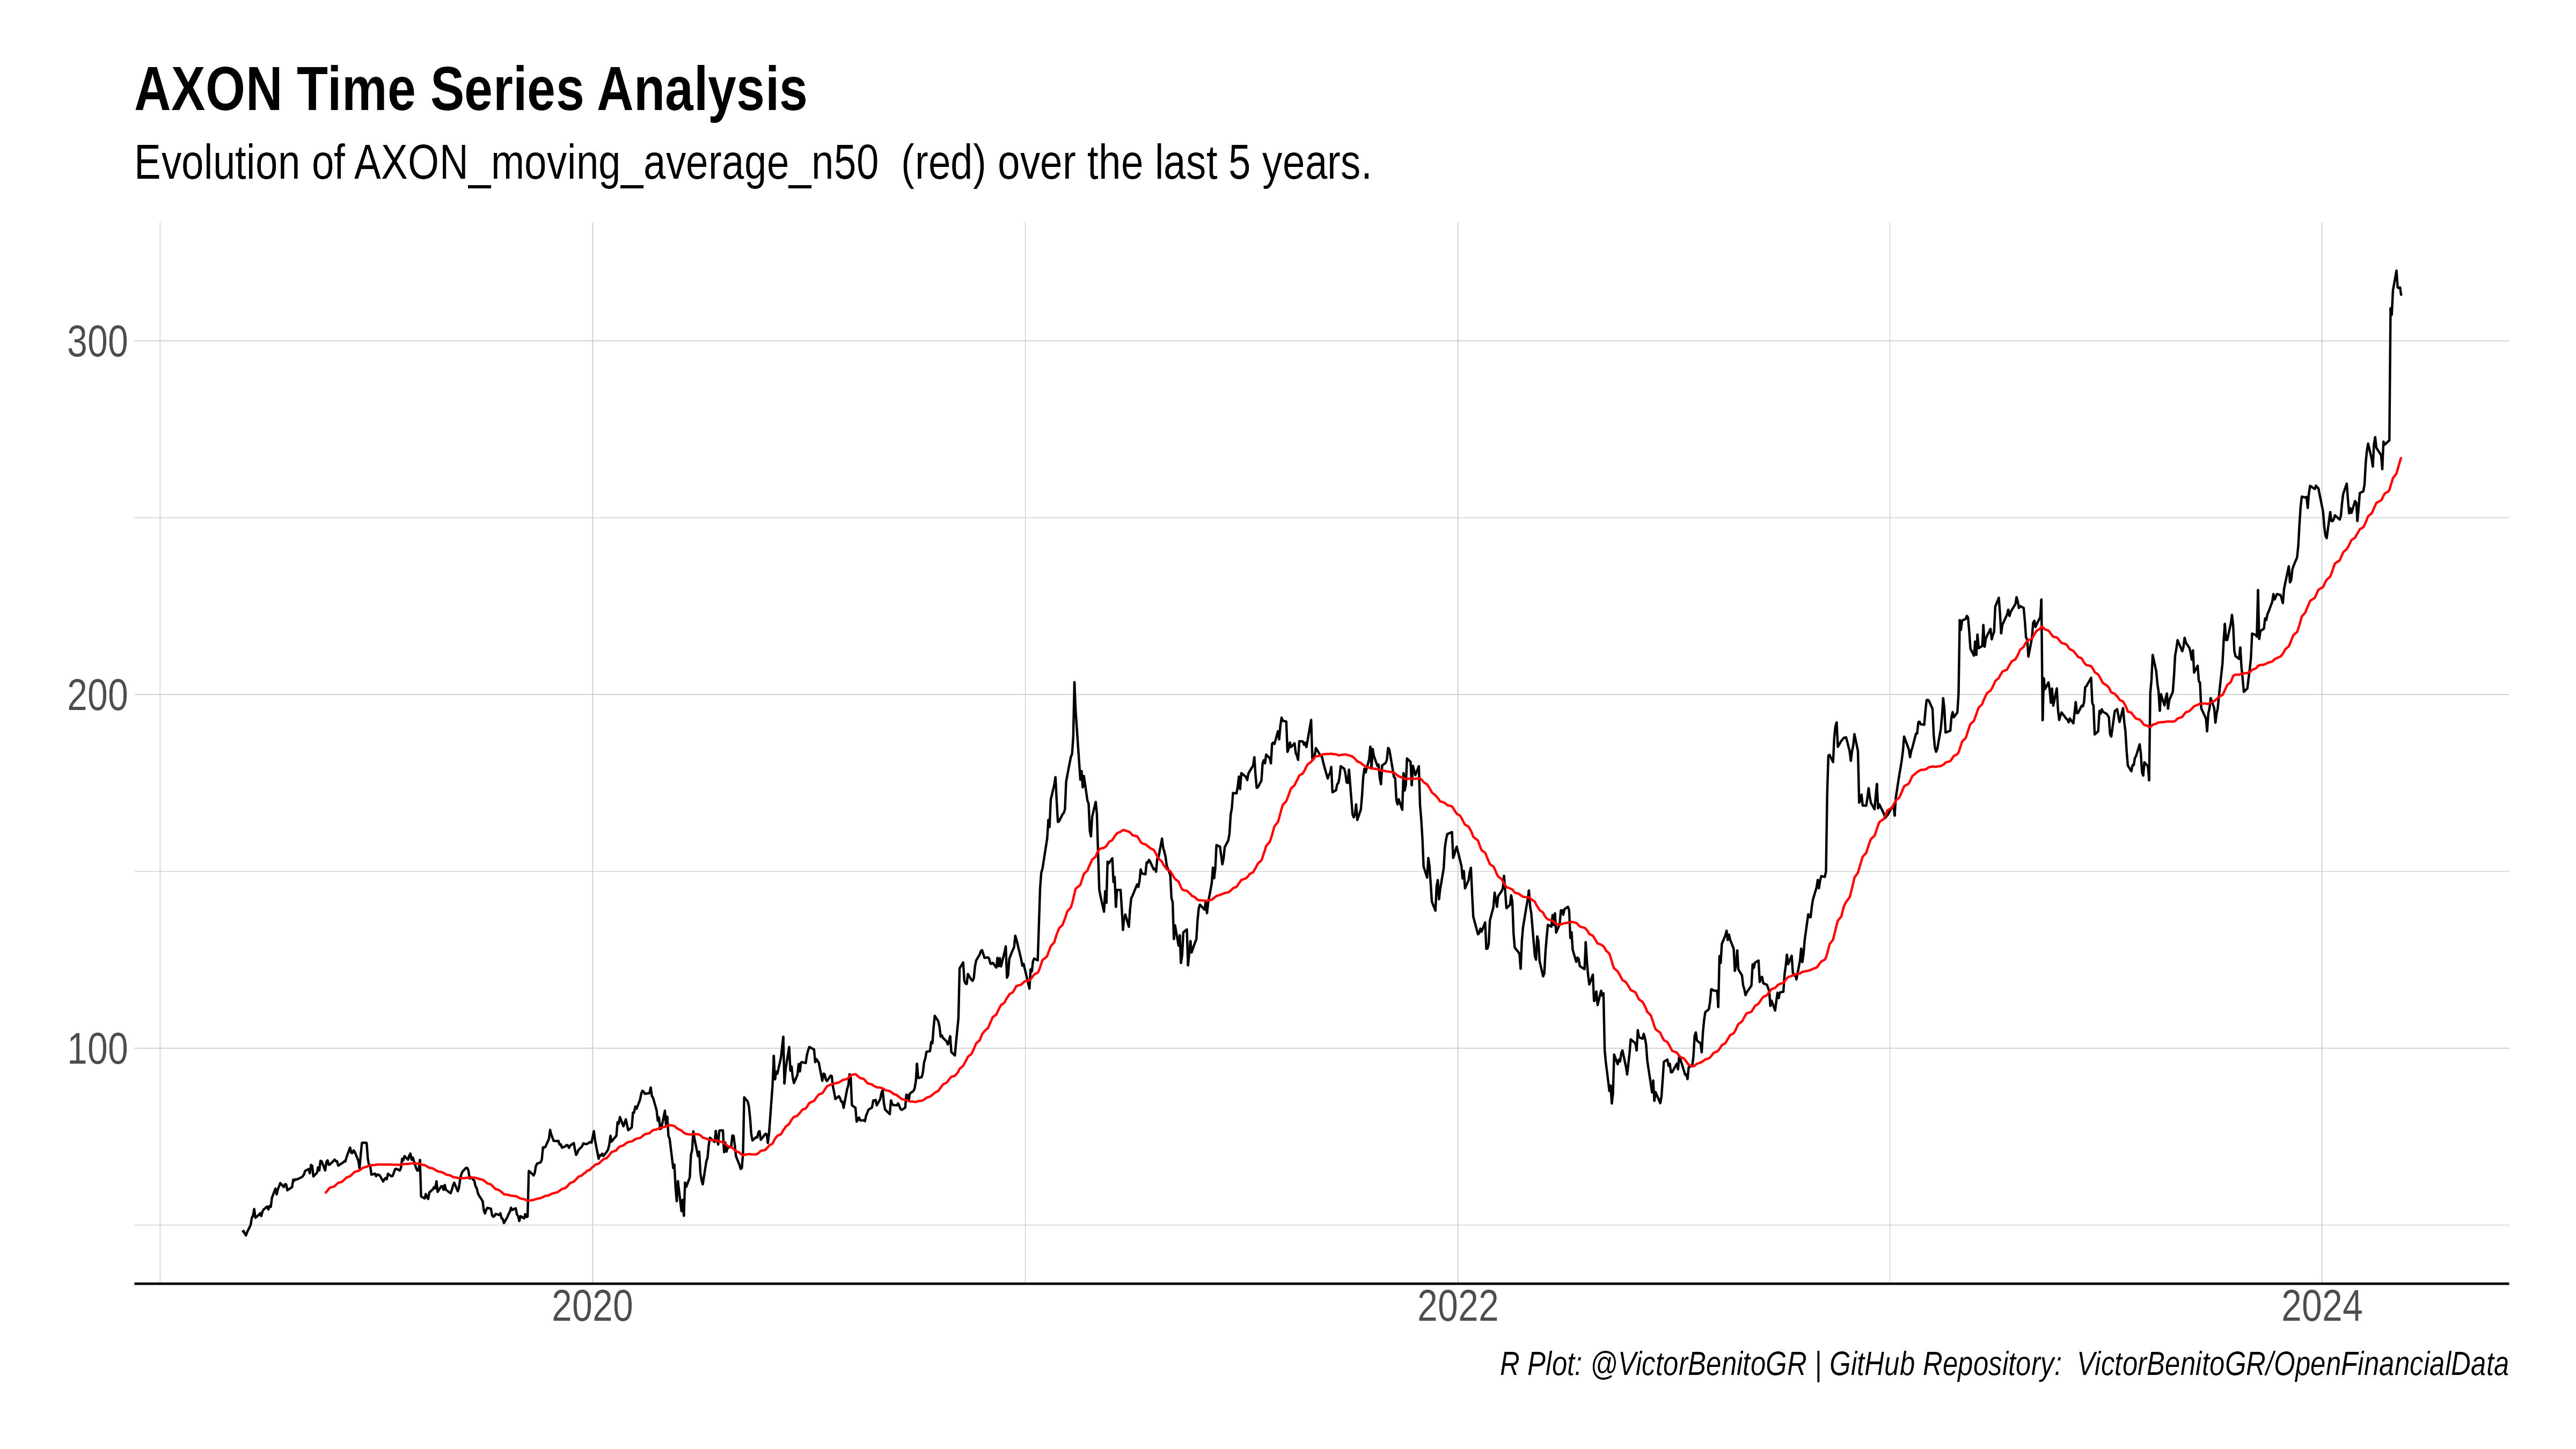 AXON Time Series Analysis
Evolution of AXON_moving_average_n50  (red) over the last 5 years.
300
200
100
2020 2022 2024
R Plot: @VictorBenitoGR | GitHub Repository:  VictorBenitoGR/OpenFinancialData